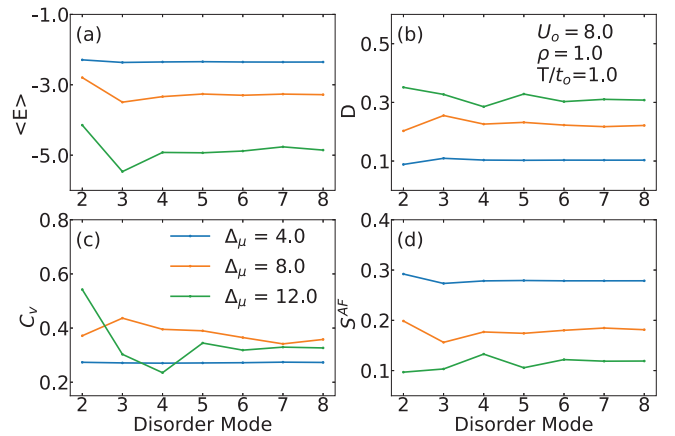 -1.0
-3.0
-5.0
<E>
(a)
2 3 4 5 6 7 8
0.5
0.3
0.1
D
(b)
U_o = 8.0
ρ = 1.0
T/t_o=1.0
2 3 4 5 6 7 8
0.8
0.6
0.4
0.2
C_v
(c)
Δ_μ = 4.0
Δ_μ = 8.0
Δ_μ = 12.0
2 3 4 5 6 7 8
Disorder Mode
0.4
0.3
0.2
0.1
S^{AF}
(d)
2 3 4 5 6 7 8
Disorder Mode